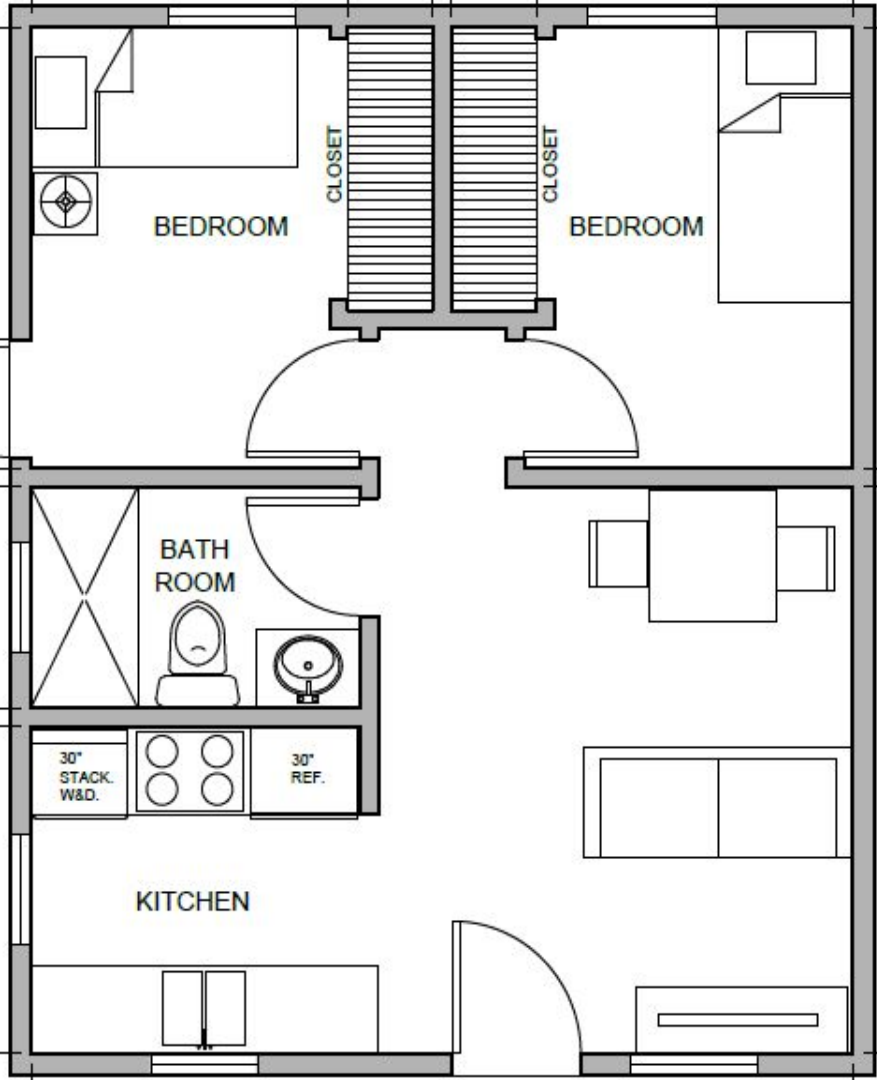 CLOSET
CLOSET
BEDROOM
BEDROOM
BATH
ROOM
30"
STACK.
W&D.
30"
REF.
KITCHEN